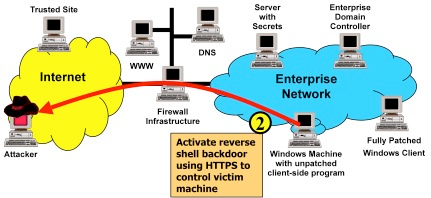 Trusted Site
WWW
DNS
Server
with
Secrets
Enterprise
Domain
Controller
Internet
Enterprise
Network
Firewall
Infrastructure
Attacker
2
Activate reverse
shell backdoor
using HTTPS to
control victim
machine
Windows Machine
with unpatched
client-side program
Fully Patched
Windows Client